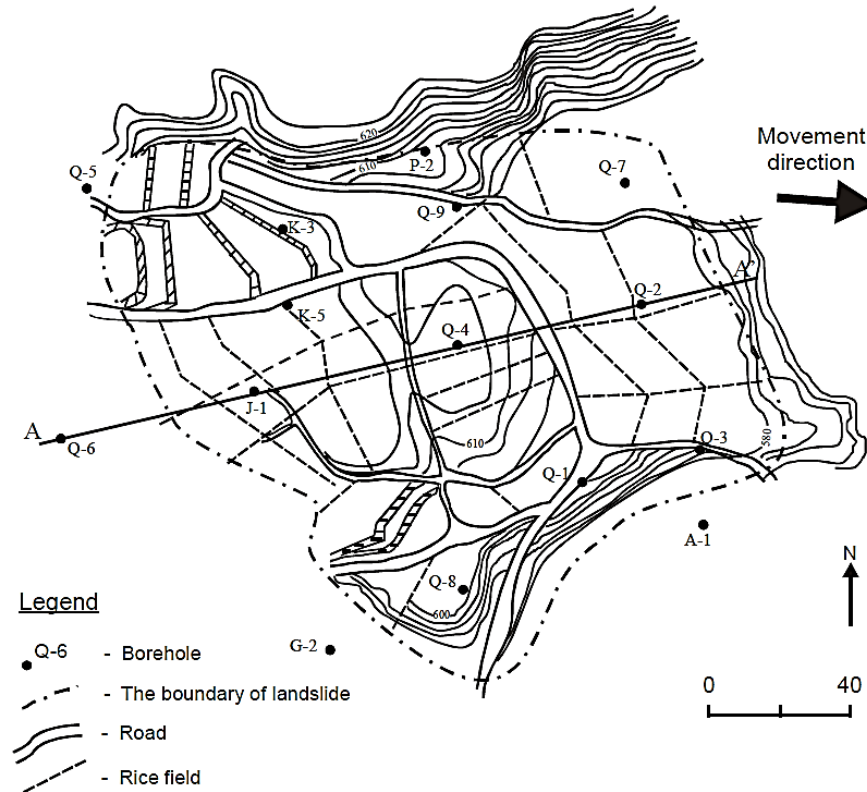 620
610
P-2
Q-5
Q-7
Movement
direction
Q-9
K-3
A'
Q-2
K-5
Q-4
J-1
A
Q-6
610
580
O-3
Q-1
A-1
N
Q-8
600
Legend
G-2
Q-6 - Borehole
- The boundary of landslide
0 40
- Road
- Rice field